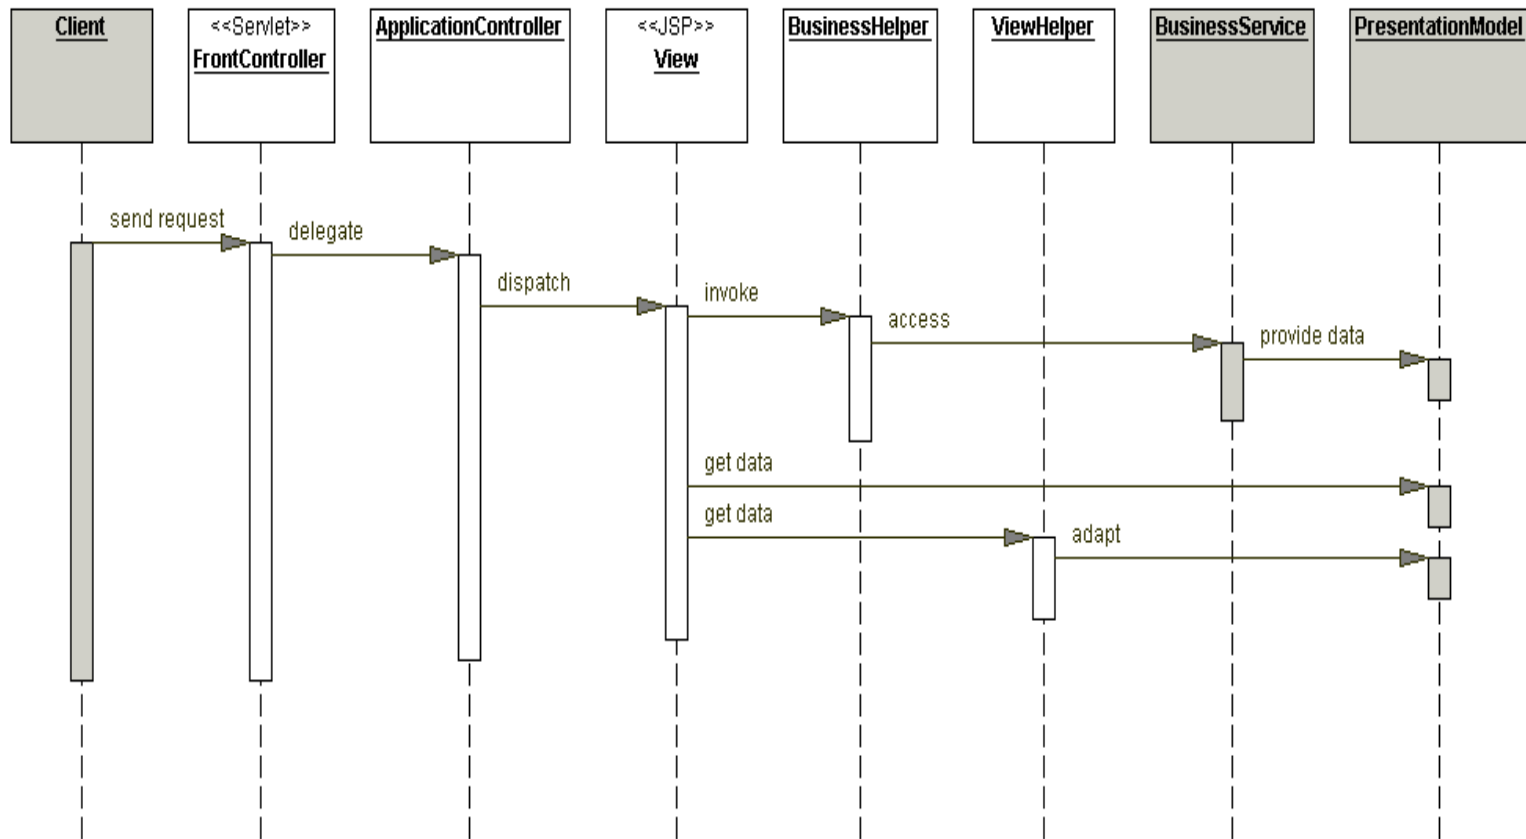 Client
<<Servlet>>
FrontController
ApplicationController
<<JSP>>
View
BusinessHelper
ViewHelper
BusinessService
PresentationModel
send request
delegate
dispatch
invoke
access
provide data
get data
get data
adapt